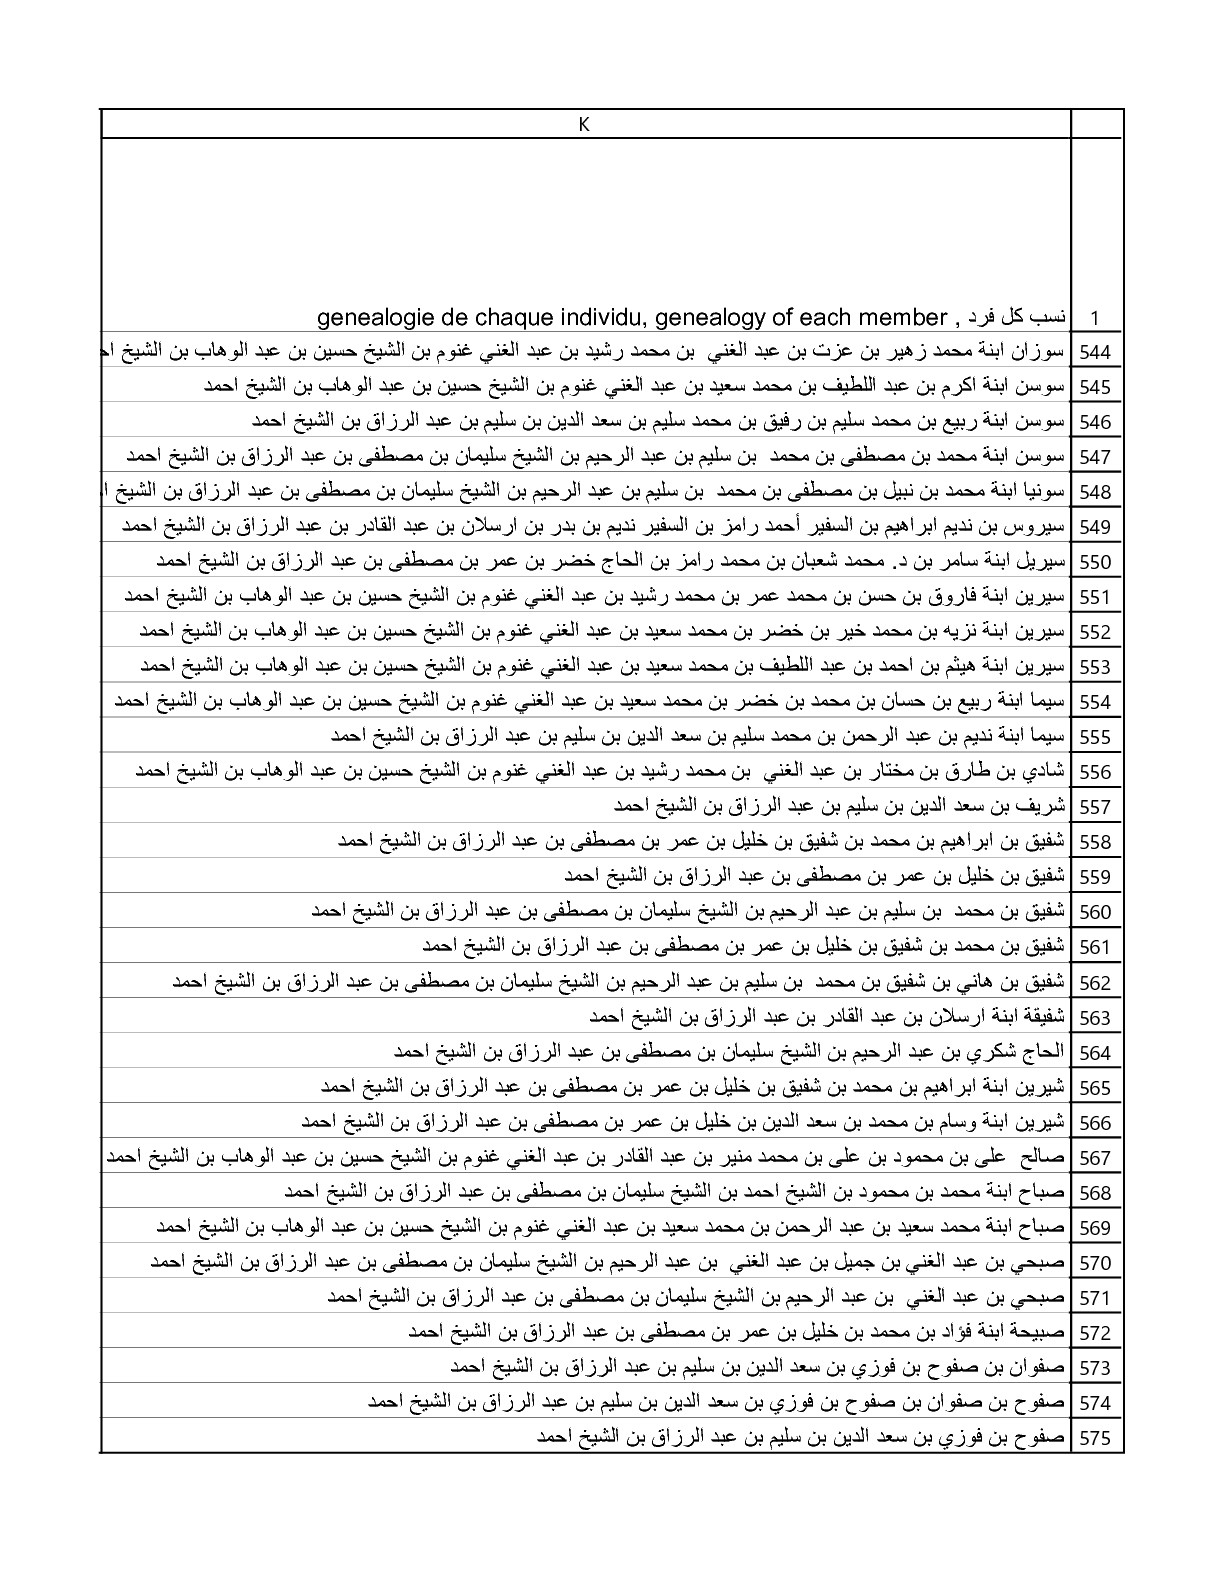 K
1 نسب كل فرد , genealogie de chaque individu, genealogy of each member
544 سوزان ابنة محمد زهير بن عزت بن عبد الغني  بن محمد رشيد بن عبد الغني غنوم بن الشيخ حسين بن عبد الوهاب بن الشيخ
545 سوسن ابنة اكرم بن عبد اللطيف بن محمد سعيد بن عبد الغني غنوم بن الشيخ حسين بن عبد الوهاب بن الشيخ احمد
546 سوسن ابنة ربيع بن محمد سليم بن رفيق بن محمد سليم بن سعد الدين بن سليم بن عبد الرزاق بن الشيخ احمد
547 سوسن ابنة محمد بن مصطفى بن محمد  بن سليم بن عبد الرحيم بن الشيخ سليمان بن مصطفى بن عبد الرزاق بن الشيخ احمد
548 سونيا ابنة محمد بن نبيل بن مصطفى بن محمد  بن سليم بن عبد الرحيم بن الشيخ سليمان بن مصطفى بن عبد الرزاق بن الشيخ
549 سيروس بن نديم ابراهيم بن السفير أحمد رامز بن السفير نديم بن بدر بن ارسلان بن عبد القادر بن عبد الرزاق بن الشيخ احمد
550 سيريل ابنة سامر بن د. محمد شعبان بن محمد رامز بن الحاج خضر بن عمر بن مصطفى بن عبد الرزاق بن الشيخ احمد
551 سيرين ابنة فاروق بن حسن بن محمد عمر بن محمد رشيد بن عبد الغني غنوم بن الشيخ حسين بن عبد الوهاب بن الشيخ احمد
552 سيرين ابنة نزيه بن محمد خير بن خضر بن محمد سعيد بن عبد الغني غنوم بن الشيخ حسين بن عبد الوهاب بن الشيخ احمد
553 سيرين ابنة هيثم بن احمد بن عبد اللطيف بن محمد سعيد بن عبد الغني غنوم بن الشيخ حسين بن عبد الوهاب بن الشيخ احمد
554 سيما ابنة ربيع بن حسان بن محمد بن خضر بن محمد سعيد بن عبد الغني غنوم بن الشيخ حسين بن عبد الوهاب بن الشيخ احمد
555 سيما ابنة نديم بن عبد الرحمن بن محمد سليم بن سعد الدين بن سليم بن عبد الرزاق بن الشيخ احمد
556 شادي بن طارق بن مختار بن عبد الغني  بن محمد رشيد بن عبد الغني غنوم بن الشيخ حسين بن عبد الوهاب بن الشيخ احمد
557 شريف بن سعد الدين بن سليم بن عبد الرزاق بن الشيخ احمد
558 شفيق بن ابراهيم بن محمد بن شفيق بن خليل بن عمر بن مصطفى بن عبد الرزاق بن الشيخ احمد
559 شفيق بن خليل بن عمر بن مصطفى بن عبد الرزاق بن الشيخ احمد
560 شفيق بن محمد  بن سليم بن عبد الرحيم بن الشيخ سليمان بن مصطفى بن عبد الرزاق بن الشيخ احمد
561 شفيق بن محمد بن شفيق بن خليل بن عمر بن مصطفى بن عبد الرزاق بن الشيخ احمد
562 شفيق بن هاني بن شفيق بن محمد  بن سليم بن عبد الرحيم بن الشيخ سليمان بن مصطفى بن عبد الرزاق بن الشيخ احمد
563 شفيقة ابنة ارسلان بن عبد القادر بن عبد الرزاق بن الشيخ احمد
564 الحاج شكري بن عبد الرحيم بن الشيخ سليمان بن مصطفى بن عبد الرزاق بن الشيخ احمد
565 شيرين ابنة ابراهيم بن محمد بن شفيق بن خليل بن عمر بن مصطفى بن عبد الرزاق بن الشيخ احمد
566 شيرين ابنة وسام بن محمد بن سعد الدين بن خليل بن عمر بن مصطفى بن عبد الرزاق بن الشيخ احمد
567 صالح  على بن محمود بن على بن محمد منير بن عبد القادر بن عبد الغني غنوم بن الشيخ حسين بن عبد الوهاب بن الشيخ احمد
568 صباح ابنة محمد بن محمود بن الشيخ احمد بن الشيخ سليمان بن مصطفى بن عبد الرزاق بن الشيخ احمد
569 صباح ابنة محمد سعيد بن عبد الرحمن بن محمد سعيد بن عبد الغني غنوم بن الشيخ حسين بن عبد الوهاب بن الشيخ احمد
570 صبحي بن عبد الغني بن جميل بن عبد الغني  بن عبد الرحيم بن الشيخ سليمان بن مصطفى بن عبد الرزاق بن الشيخ احمد
571 صبحي بن عبد الغني  بن عبد الرحيم بن الشيخ سليمان بن مصطفى بن عبد الرزاق بن الشيخ احمد
572 صبيحة ابنة فؤاد بن محمد بن خليل بن عمر بن مصطفى بن عبد الرزاق بن الشيخ احمد
573 صفوان بن صفوح بن فوزي بن سعد الدين بن سليم بن عبد الرزاق بن الشيخ احمد
574 صفوح بن صفوان بن صفوح بن فوزي بن سعد الدين بن سليم بن عبد الرزاق بن الشيخ احمد
575 صفوح بن فوزي بن سعد الدين بن سليم بن عبد الرزاق بن الشيخ احمد